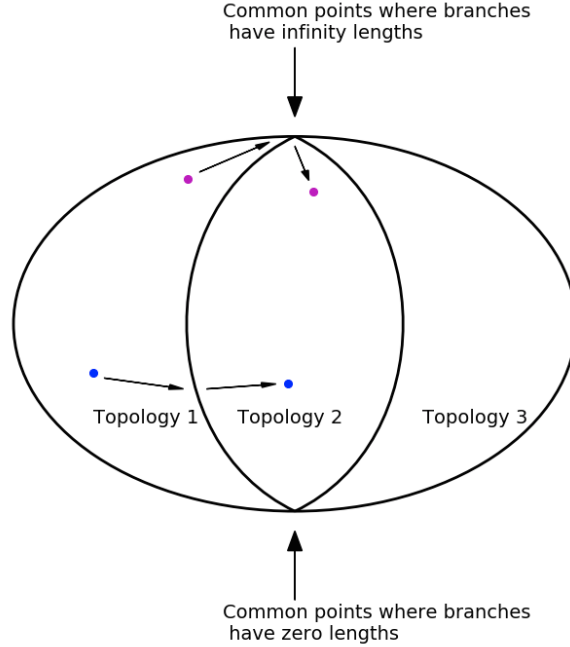 Common points where branches
have infinity lengths
Topology 1
Topology 2
Topology 3
Common points where branches
have zero lengths